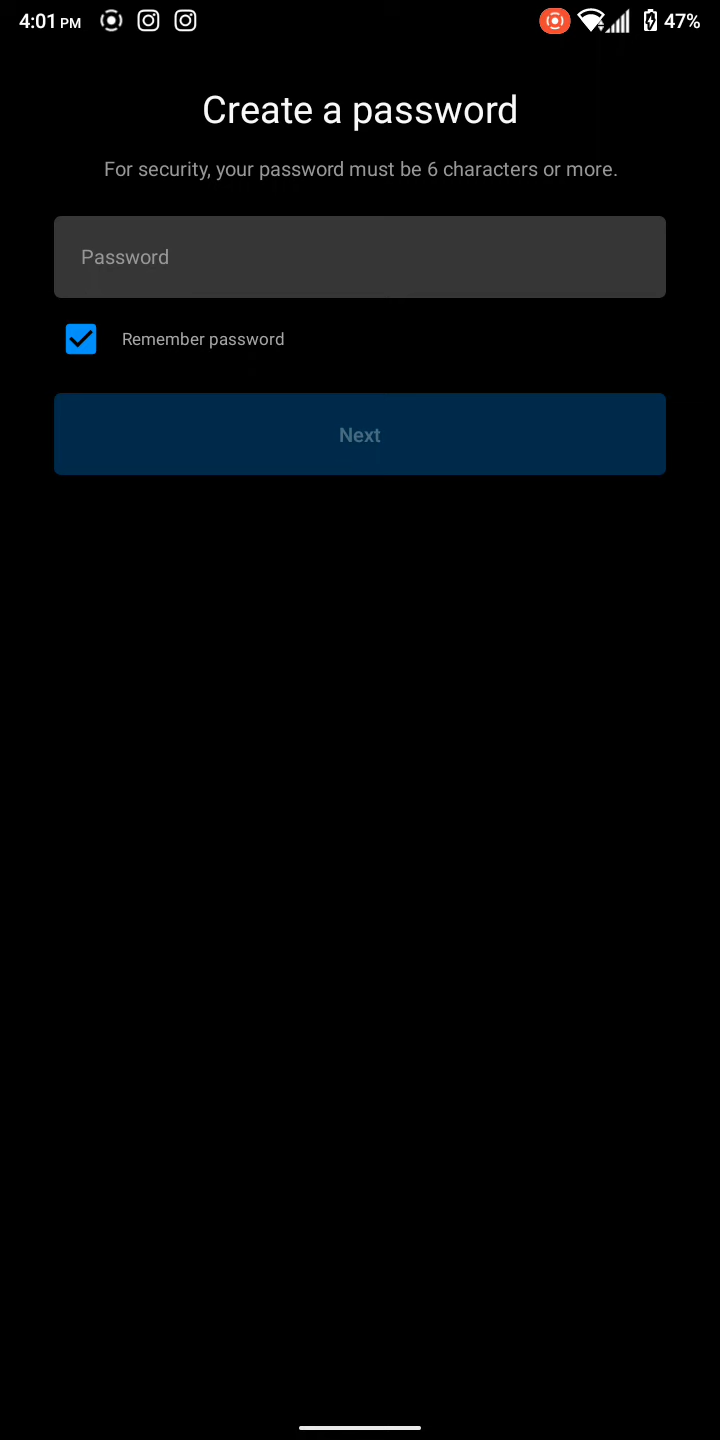 4:01 PM 47%
Create a password
For security, your password must be 6 characters or more.
Password
Remember password
Next